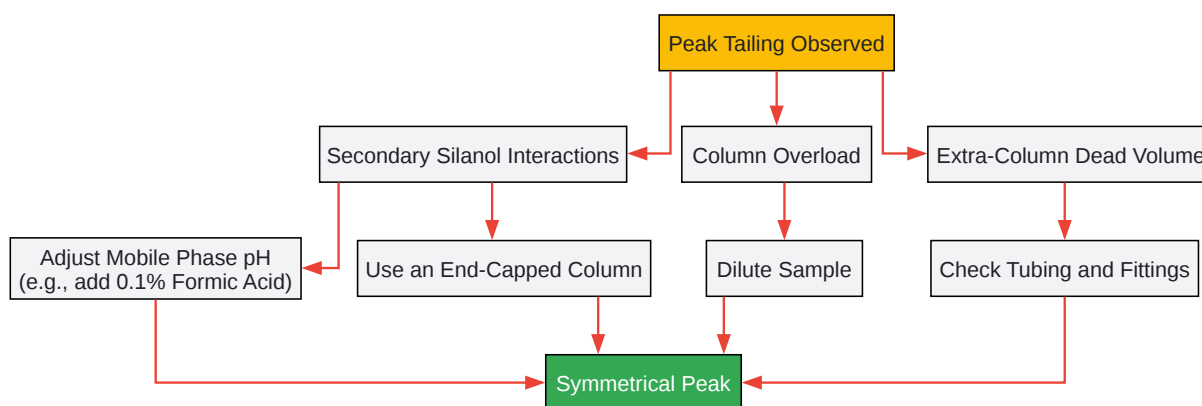 Peak Tailing Observed
Secondary Silanol Interactions
Column Overload
Extra-Column Dead Volume
Adjust Mobile Phase pH
(e.g., add 0.1% Formic Acid)
Use an End-Capped Column
Dilute Sample
Check Tubing and Fittings
Symmetrical Peak